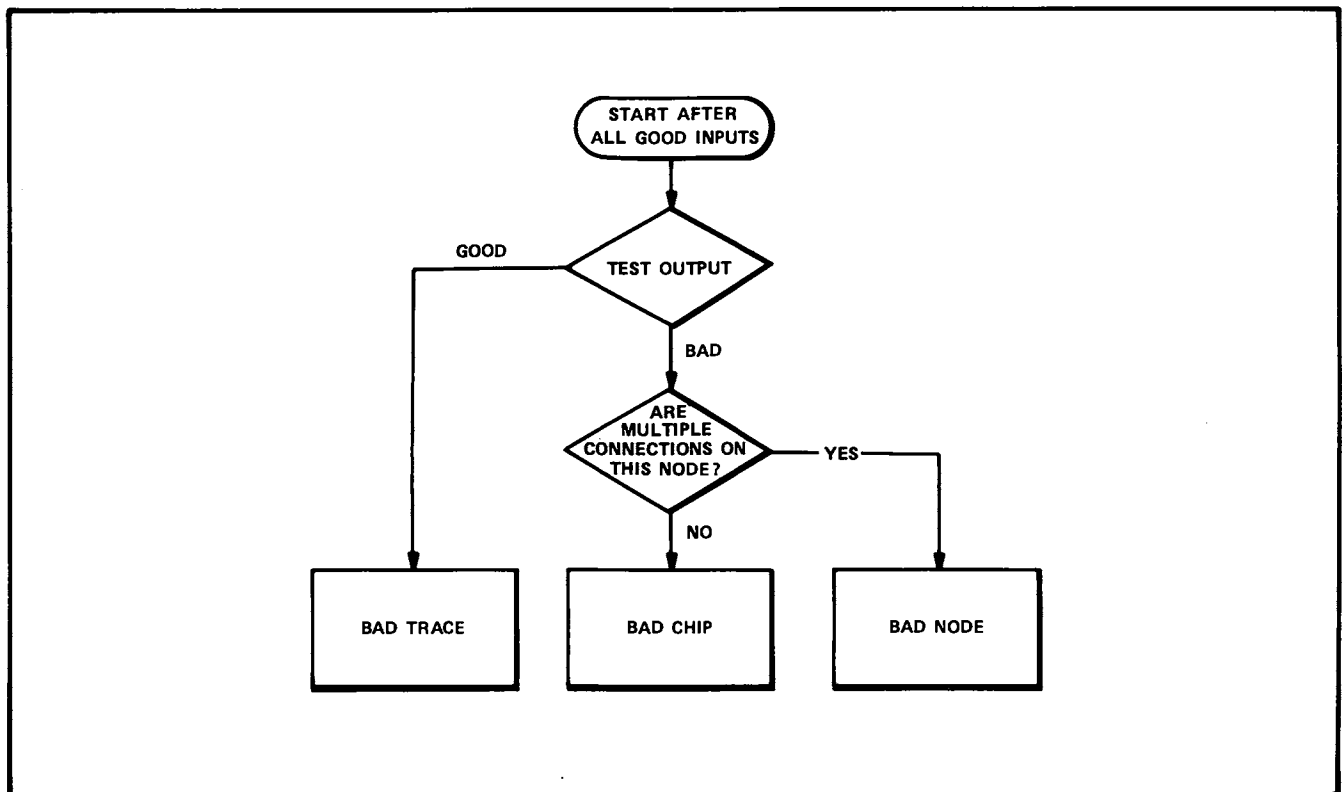 START AFTER
ALL GOOD INPUTS
GOOD
TEST OUTPUT
BAD
ARE
MULTIPLE
CONNECTIONS ON
THIS NODE?
YES
NO
BAD TRACE
BAD CHIP
BAD NODE